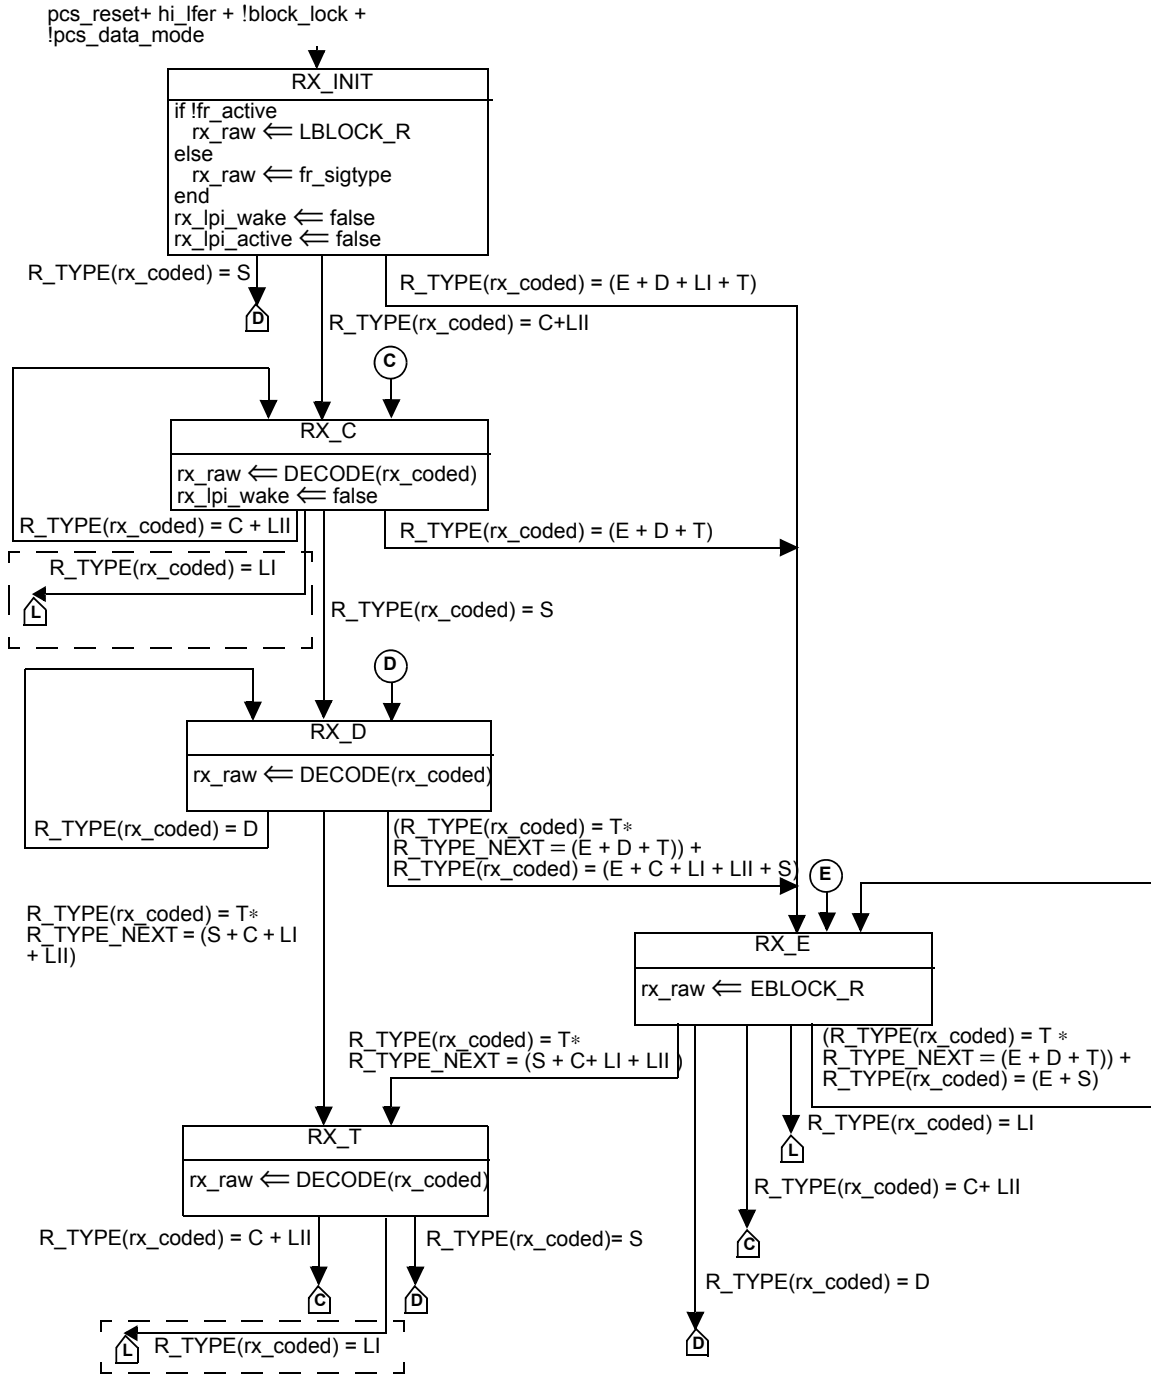 pcs_reset+ hi_lfer + !block_lock +
!pcs_data_mode
RX_INIT
if !fr_active
rx_raw ⇐ LBLOCK_R
else
rx_raw ⇐ fr_sigtype
end
rx_lpi_wake ⇐ false
rx_lpi_active ⇐ false
R_TYPE(rx_coded) = S
D
R_TYPE(rx_coded) = (E + D + LI + T)
R_TYPE(rx_coded) = C+LII
C
RX_C
rx_raw ⇐ DECODE(rx_coded)
rx_lpi_wake ⇐ false
R_TYPE(rx_coded) = C + LII
R_TYPE(rx_coded) = (E + D + T)
R_TYPE(rx_coded) = LI
L
R_TYPE(rx_coded) = S
D
RX_D
rx_raw ⇐ DECODE(rx_coded)
R_TYPE(rx_coded) = D
(R_TYPE(rx_coded) = T*
R_TYPE_NEXT = (E + D + T)) +
R_TYPE(rx_coded) = (E + C + LI + LII + S)
E
R_TYPE(rx_coded) = T*
R_TYPE_NEXT = (S + C + LI
+ LII)
RX_E
rx_raw ⇐ EBLOCK_R
R_TYPE(rx_coded) = T*
R_TYPE_NEXT = (S + C+ LI + LII )
(R_TYPE(rx_coded) = T *
R_TYPE_NEXT = (E + D + T)) +
R_TYPE(rx_coded) = (E + S)
R_TYPE(rx_coded) = LI
L
RX_T
rx_raw ⇐ DECODE(rx_coded)
R_TYPE(rx_coded) = C+ LII
C
R_TYPE(rx_coded) = C + LII
R_TYPE(rx_coded)= S
C
D
R_TYPE(rx_coded) = D
D
L
R_TYPE(rx_coded) = LI